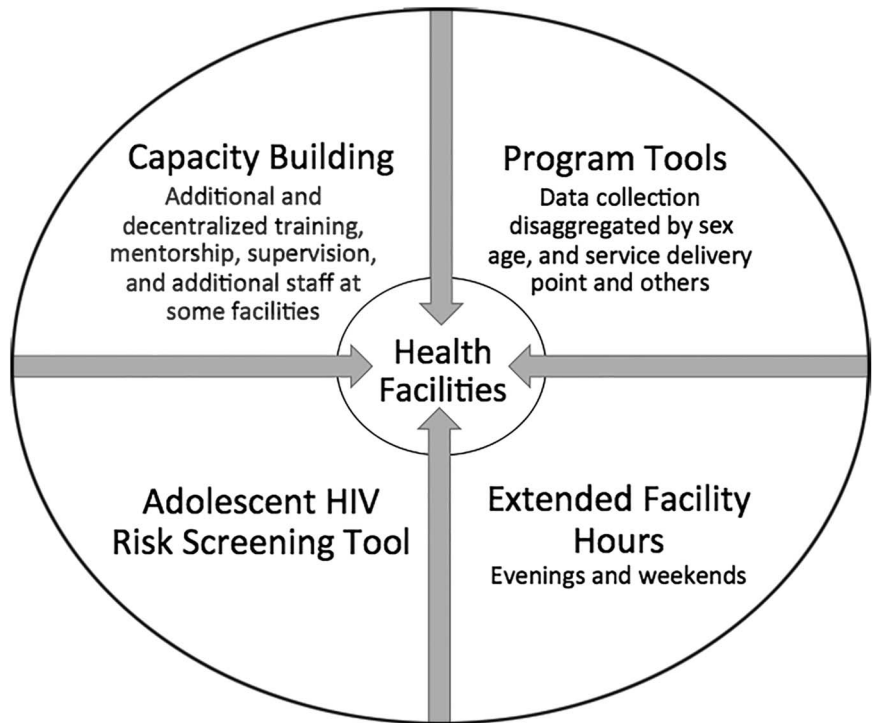 Capacity Building
Additional and
decentralized training,
mentorship, supervision,
and additional staff at
some facilities
Program Tools
Data collection
disaggregated by sex
age, and service delivery
point and others
Health
Facilities
Adolescent HIV
Risk Screening Tool
Extended Facility
Hours
Evenings and weekends